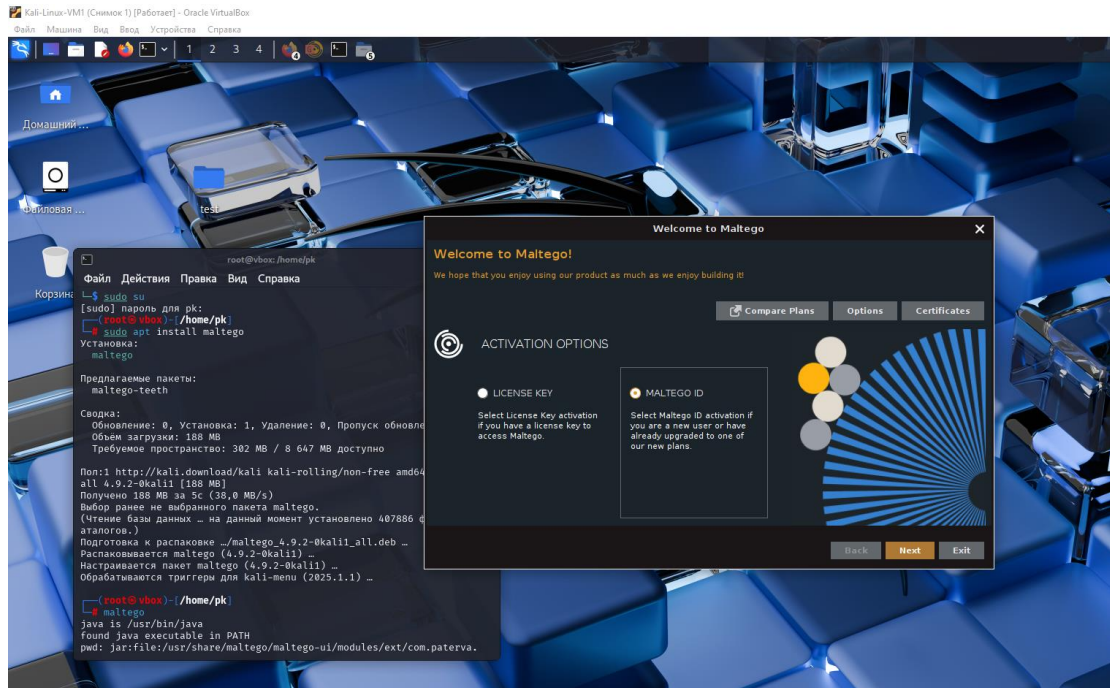 Kali-Linux-VM1 (Снимок 1) [Работает] - Oracle VirtualBox
Файл Машина Вид Ввод Устройства Справка
1 2 3 4 4 5
Домашний ...
Файловая ...
test
Корзина
root@vbox: /home/pk
Файл Действия Правка Вид Справка
└─$ sudo su
[sudo] пароль для pk:
┌──(root㉿vbox)-[/home/pk]
└─# sudo apt install maltego
Установка:
maltego
Предлагаемые пакеты:
maltego-teeth
Сводка:
Обновление: 0, Установка: 1, Удаление: 0, Пропуск обновле
Объём загрузки: 188 MB
Требуемое пространство: 302 MB / 8 647 MB доступно
Пол:1 http://kali.download/kali kali-rolling/non-free amd64
all 4.9.2-0kali1 [188 MB]
Получено 188 MB за 5с (38,0 MB/s)
Выбор ранее не выбранного пакета maltego.
(Чтение базы данных … на данный момент установлено 407886 ф
аталогов.)
Подготовка к распаковке …/maltego_4.9.2-0kali1_all.deb …
Распаковывается maltego (4.9.2-0kali1) …
Настраивается пакет maltego (4.9.2-0kali1) …
Обрабатываются триггеры для kali-menu (2025.1.1) …
┌──(root㉿vbox)-[/home/pk]
└─# maltego
java is /usr/bin/java
found java executable in PATH
pwd: jar:file:/usr/share/maltego/maltego-ui/modules/ext/com.paterva.
Welcome to Maltego
Welcome to Maltego!
We hope that you enjoy using our product as much as we enjoy building it!
Compare Plans Options Certificates
ACTIVATION OPTIONS
LICENSE KEY
Select License Key activation
if you have a license key to
access Maltego.
MALTEGO ID
Select Maltego ID activation if
you are a new user or have
already upgraded to one of
our new plans.
Back Next Exit